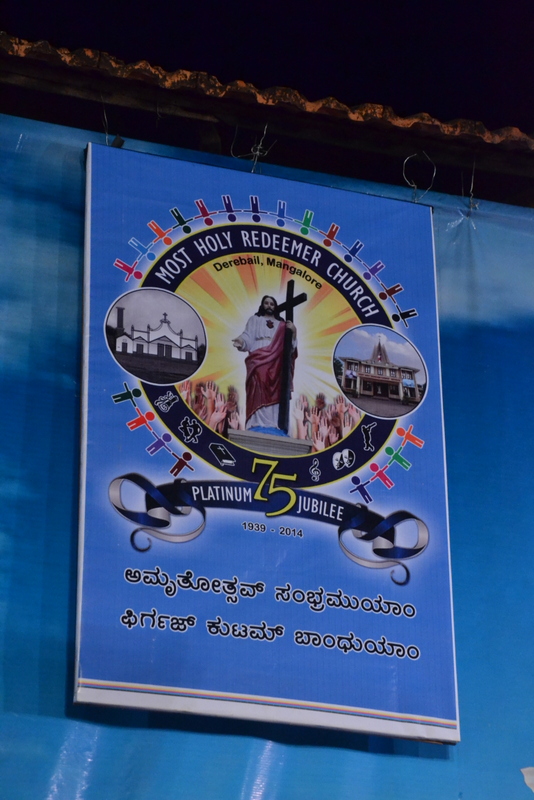 MOST HOLY REDEEMER CHURCH
Derebail, Mangalore
75
PLATINUM JUBILEE
1939 - 2014
ಅಮೃತೋತ್ಸವ್ ಸಂಭ್ರಮುಯಾಂ
ಫಿರ್ಗಜ್ ಕುಟಮ್ ಬಾಂಧುಯಾಂ